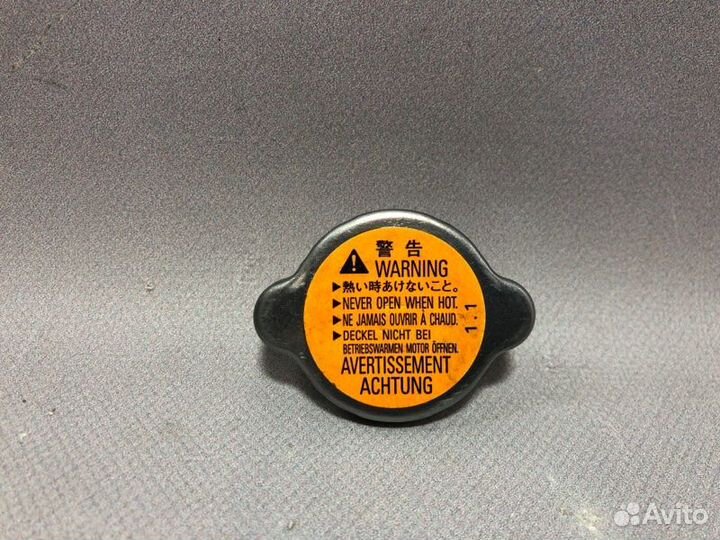 警告
WARNING
▶熱い時あけないこと。
▶NEVER OPEN WHEN HOT.
▶NE JAMAIS OUVRIR À CHAUD.
▶DECKEL NICHT BEI
BETRIEBSWARMEN MOTOR ÖFFNEN.
AVERTISSEMENT
ACHTUNG
1.1
Avito